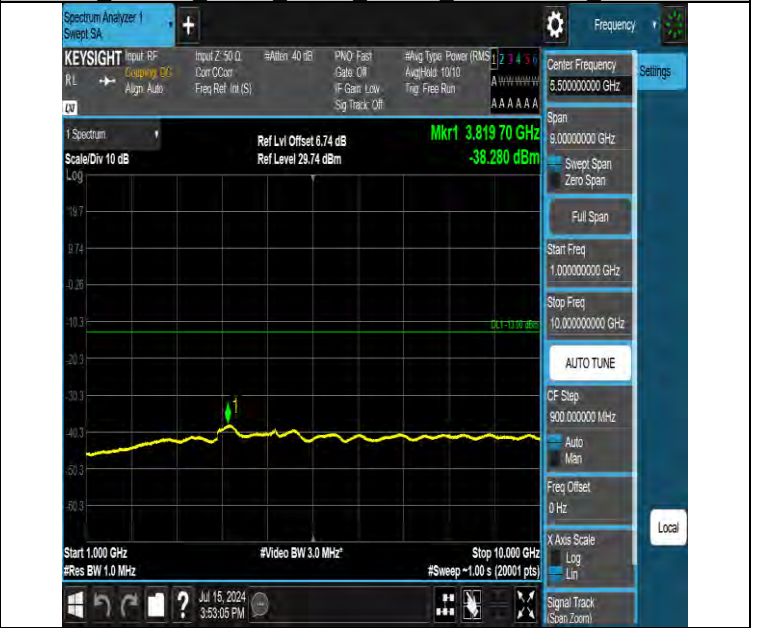 Spectrum Analyzer 1
Swept SA
+
Frequency
KEYSIGHT
RL
Input: RF
Coupling: DC
Align: Auto
Input Z: 50 Ω
Corr CCorr
Freq Ref: Int (S)
#Atten: 40 dB
PNO: Fast
Gate: Off
IF Gain: Low
Sig Track: Off
#Avg Type: Power (RMS
Avg|Hold: 10/10
Trig: Free Run
1 2 3 4 5 6
A W W W W W
A A A A A A
LXI
1 Spectrum
Scale/Div 10 dB
Log
Ref Lvl Offset 6.74 dB
Ref Level 29.74 dBm
Mkr1 3.819 70 GHz
-38.280 dBm
19.7
9.74
-0.26
-10.3
DL1 -13.00 dBm
-20.3
-30.3
1
-40.3
-50.3
-60.3
Start 1.000 GHz
#Video BW 3.0 MHz*
Stop 10.000 GHz
#Res BW 1.0 MHz
#Sweep ~1.00 s (20001 pts)
?
Jul 15, 2024
3:53:05 PM
Center Frequency
5.500000000 GHz
Settings
Span
9.00000000 GHz
Swept Span
Zero Span
Full Span
Start Freq
1.000000000 GHz
Stop Freq
10.000000000 GHz
AUTO TUNE
CF Step
900.000000 MHz
Auto
Man
Freq Offset
0 Hz
X Axis Scale
Log
Lin
Local
Signal Track
(Span Zoom)